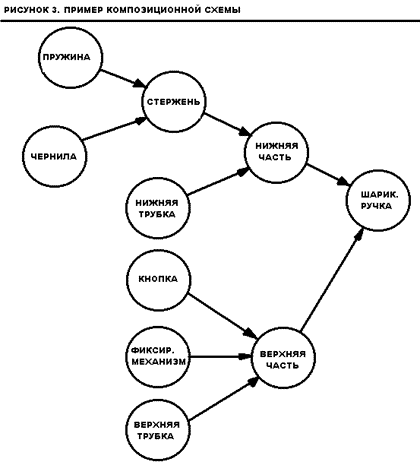 РИСУНОК 3. ПРИМЕР КОМПОЗИЦИОННОЙ СХЕМЫ
ПРУЖИНА
СТЕРЖЕНЬ
ЧЕРНИЛА
НИЖНЯЯ
ЧАСТЬ
НИЖНЯЯ
ТРУБКА
ШАРИК.
РУЧКА
КНОПКА
ФИКСИР.
МЕХАНИЗМ
ВЕРХНЯЯ
ЧАСТЬ
ВЕРХНЯЯ
ТРУБКА